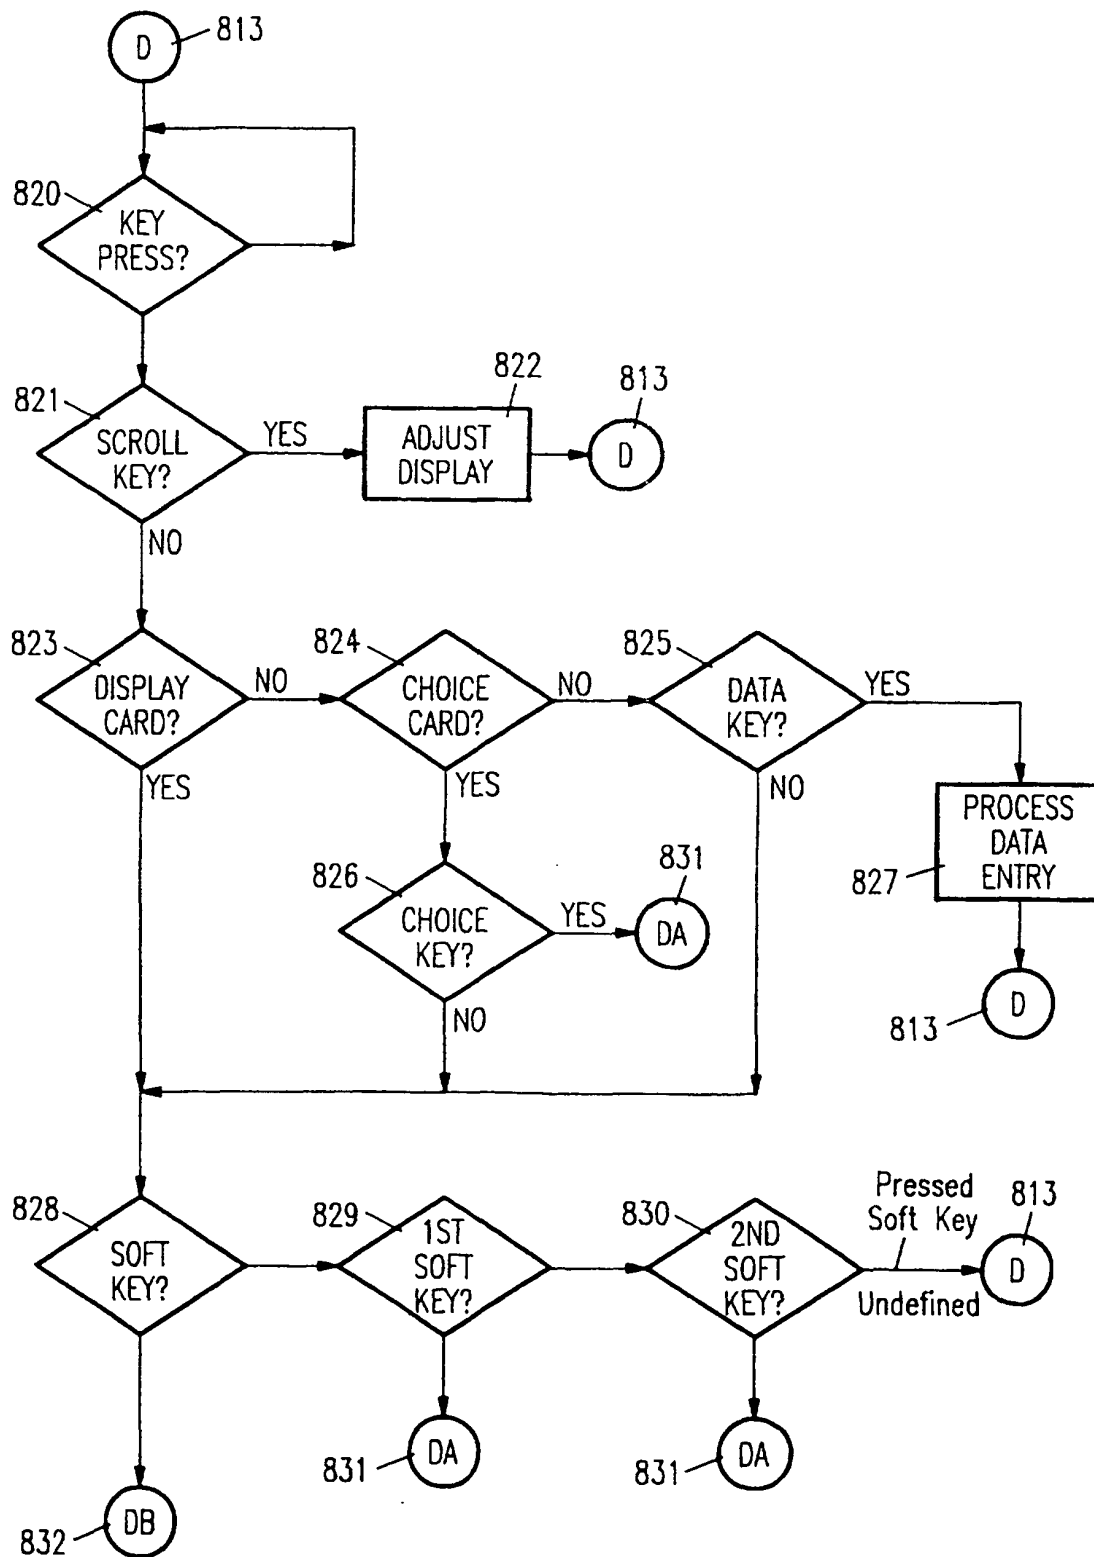 D
813
820
KEY
PRESS?
821
SCROLL
KEY?
YES
NO
822
ADJUST
DISPLAY
813
D
823
DISPLAY
CARD?
NO
YES
824
CHOICE
CARD?
NO
YES
825
DATA
KEY?
YES
NO
PROCESS
DATA
ENTRY
827
826
CHOICE
KEY?
YES
NO
831
DA
D
813
828
SOFT
KEY?
829
1ST
SOFT
KEY?
830
2ND
SOFT
KEY?
Pressed
Soft Key
Undefined
813
D
DA
831
DA
831
DB
832